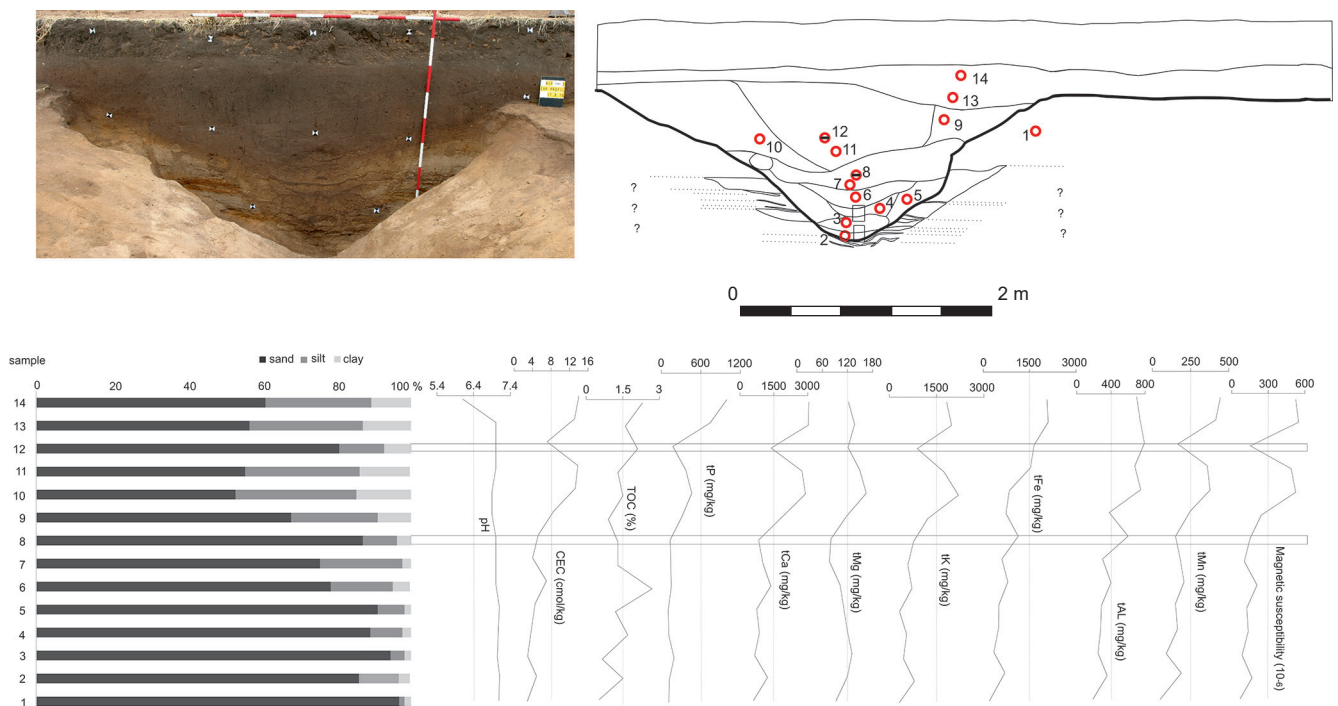 14
13
12
9
1
10
11
8
7
6
5
4
3
2
?
?
?
?
?
?
0 2 m
sample
sand silt clay
0 20 40 60 80 100 %
5.4 6.4 7.4
0 4 8 12 16
0 1.5 3
0 600 1200
0 1500 3000
0 60 120 180
0 1500 3000
0 1500 3000
0 400 800
0 250 500
0 300 600
14
13
12
11
10
9
8
7
6
5
4
3
2
1
pH
CEC (cmol/kg)
TOC (%)
tP (mg/kg)
tCa (mg/kg)
tMg (mg/kg)
tK (mg/kg)
tFe (mg/kg)
tAL (mg/kg)
tMn (mg/kg)
Magnetic susceptibility (10-6)